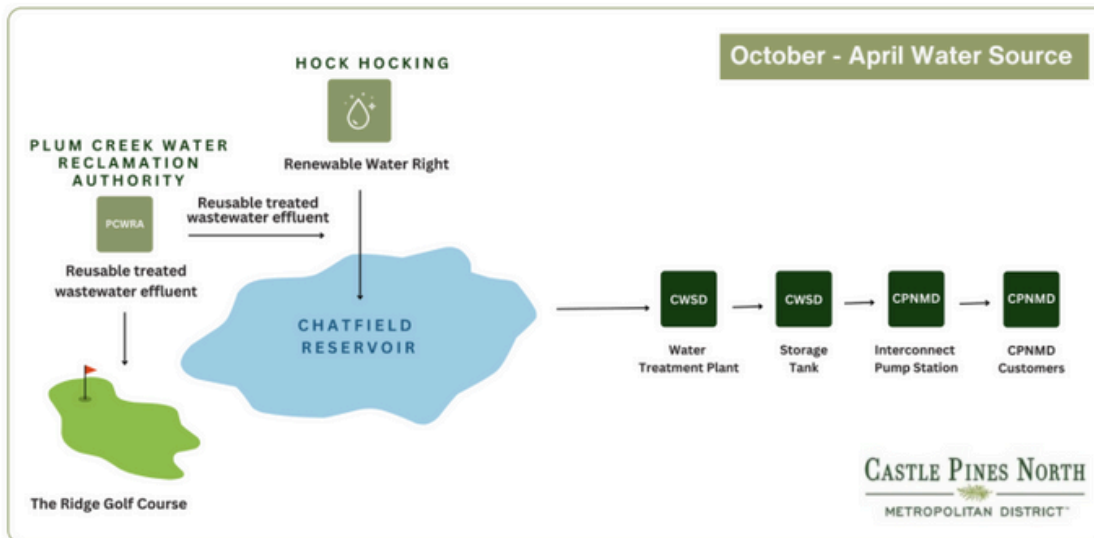 October - April Water Source
HOCK HOCKING
Renewable Water Right
PLUM CREEK WATER
RECLAMATION
AUTHORITY
PCWRA
Reusable treated
wastewater effluent
Reusable treated
wastewater effluent
The Ridge Golf Course
CHATFIELD
RESERVOIR
CWSD
Water
Treatment Plant
CWSD
Storage
Tank
CPNMD
Interconnect
Pump Station
CPNMD
CPNMD
Customers
CASTLE PINES NORTH
METROPOLITAN DISTRICT™